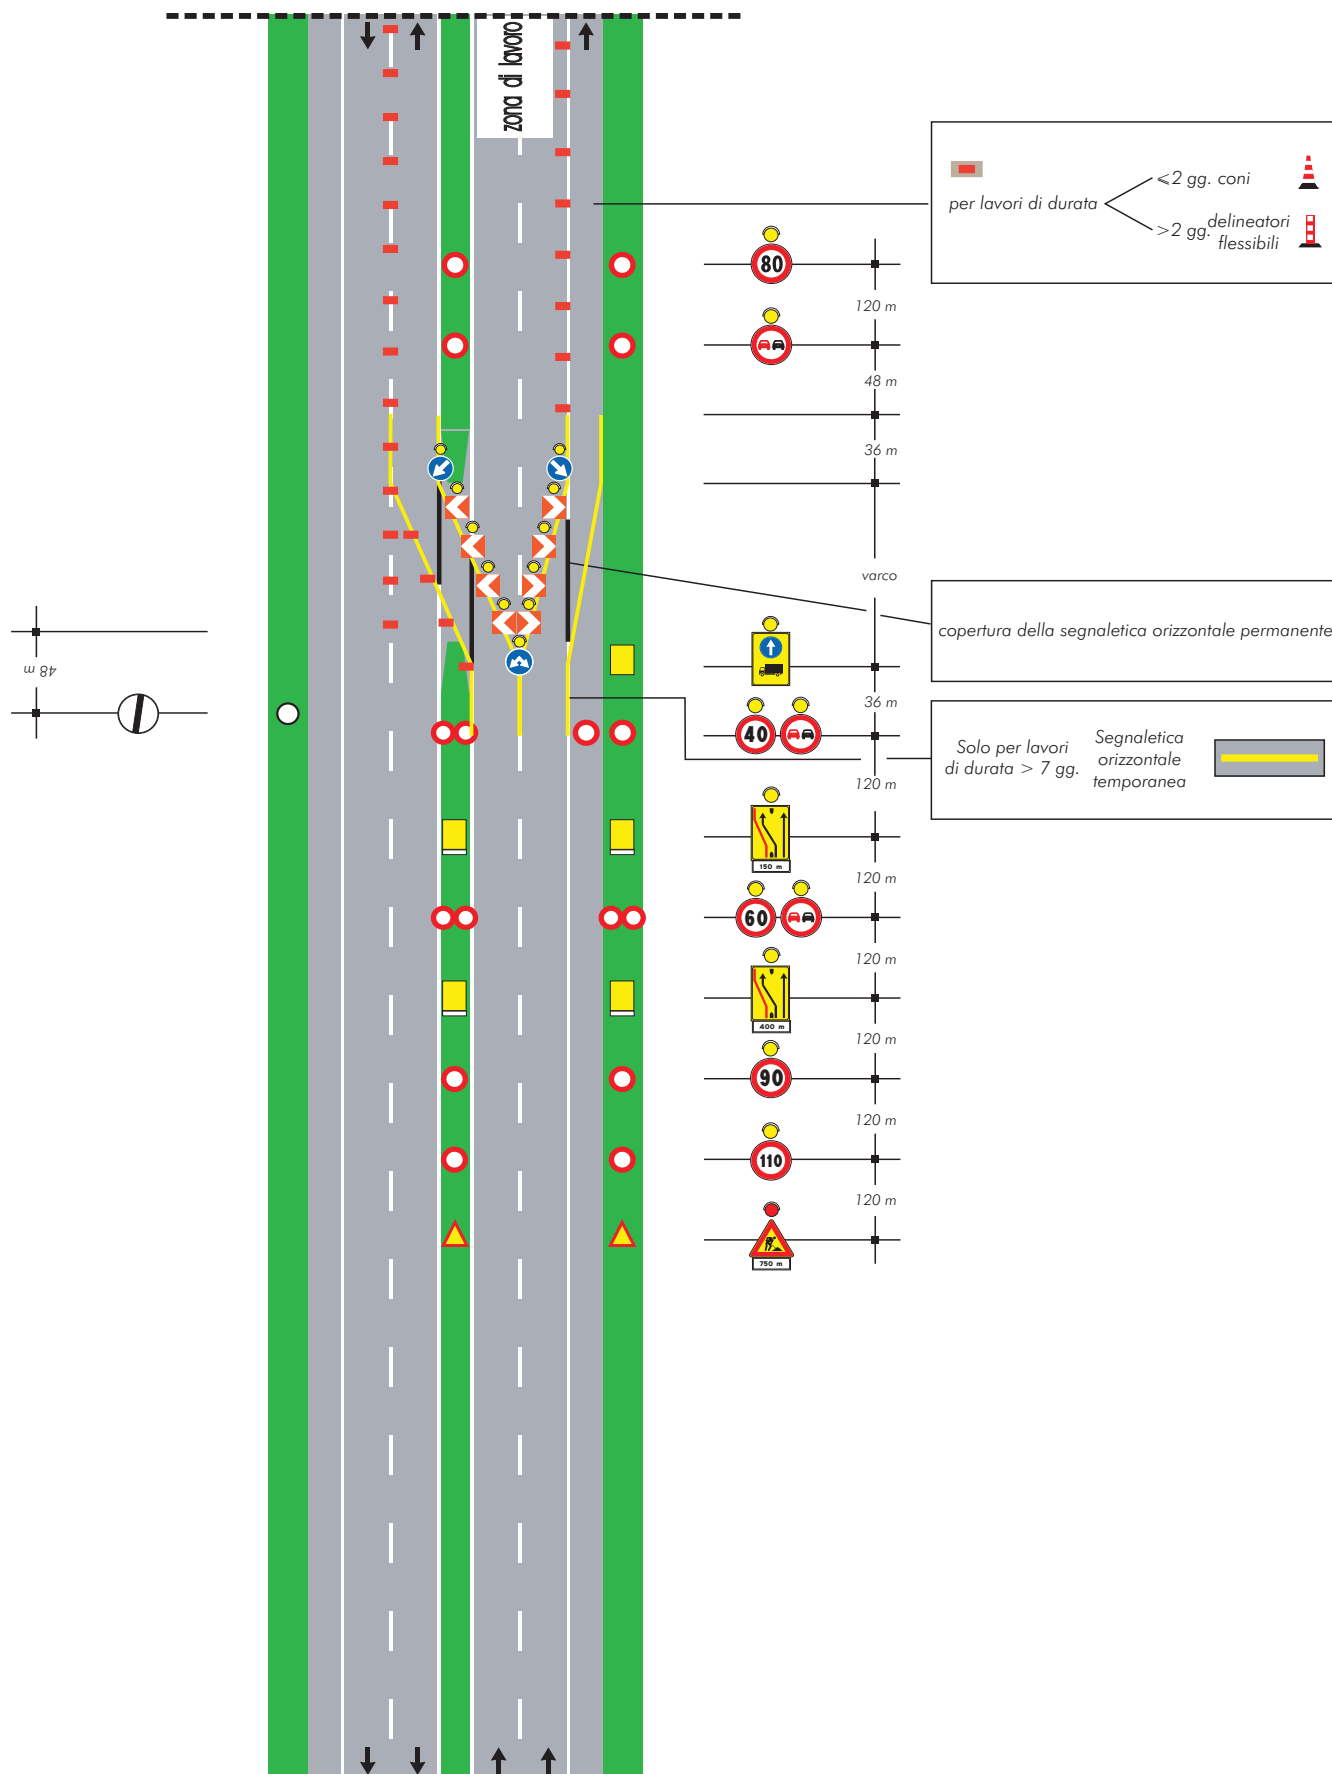 zona di lavoro
per lavori di durata
⩽2 gg. coni
>2 gg. delineatori
flessibili
80
120 m
48 m
36 m
varco
copertura della segnaletica orizzontale permanente
48 m
36 m
40
Solo per lavori
di durata > 7 gg.
Segnaletica
orizzontale
temporanea
120 m
150 m
120 m
60
120 m
400 m
120 m
90
120 m
110
120 m
750 m